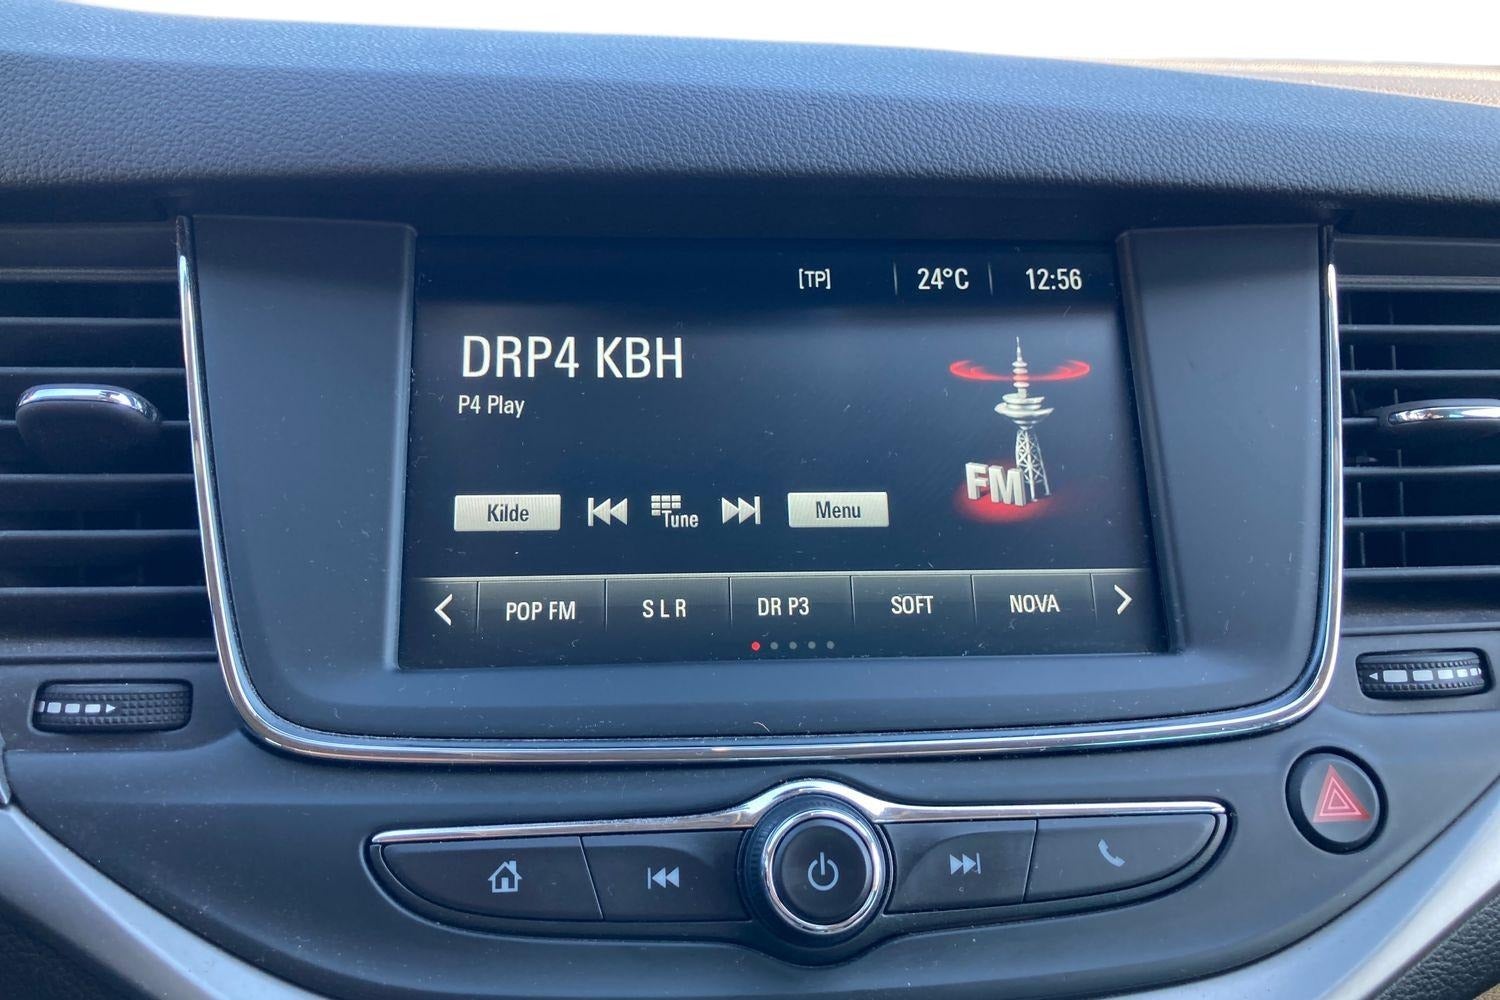 [TP] 24°C 12:56
DRP4 KBH
P4 Play
FM
Kilde Tune Menu
POP FM S L R DR P3 SOFT NOVA